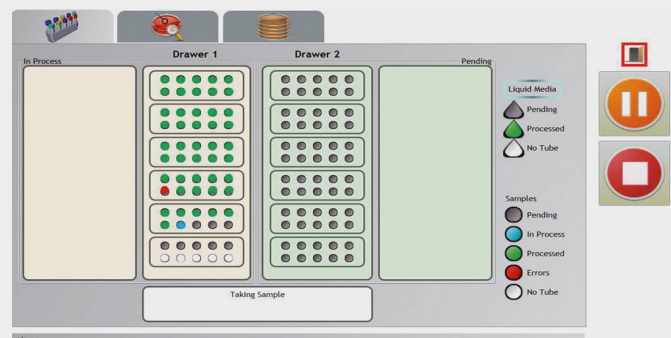 In Process
Drawer 1
Drawer 2
Pending
Liquid Media
Pending
Processed
No Tube
Samples
Pending
In Process
Processed
Errors
No Tube
Taking Sample